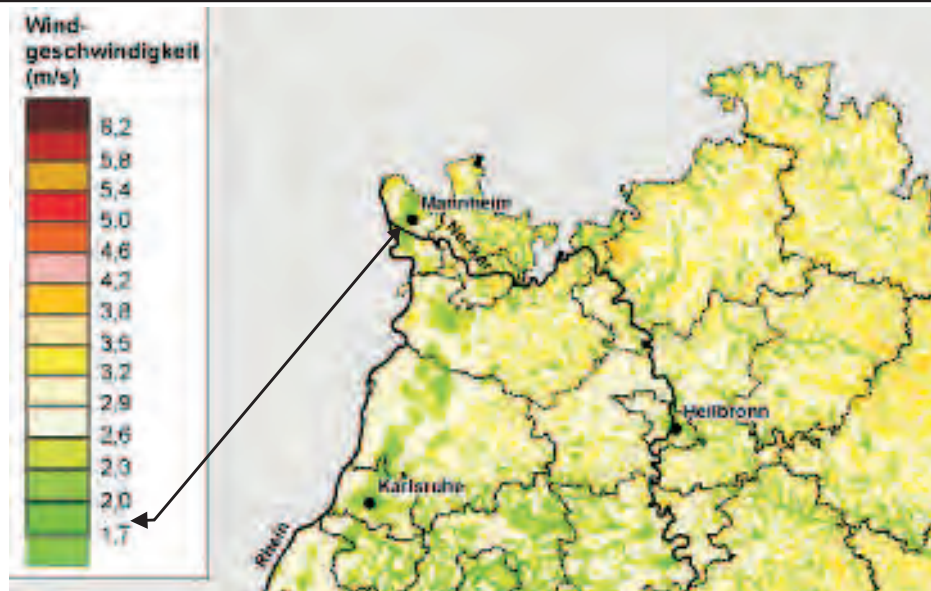 Wind-
geschwindigkeit
(m/s)
6,2
5,8
5,4
5,0
4,6
4,2
3,8
3,5
3,2
2,9
2,6
2,3
2,0
1,7
Mannheim
Neckar
Heilbronn
Karlsruhe
Rhein